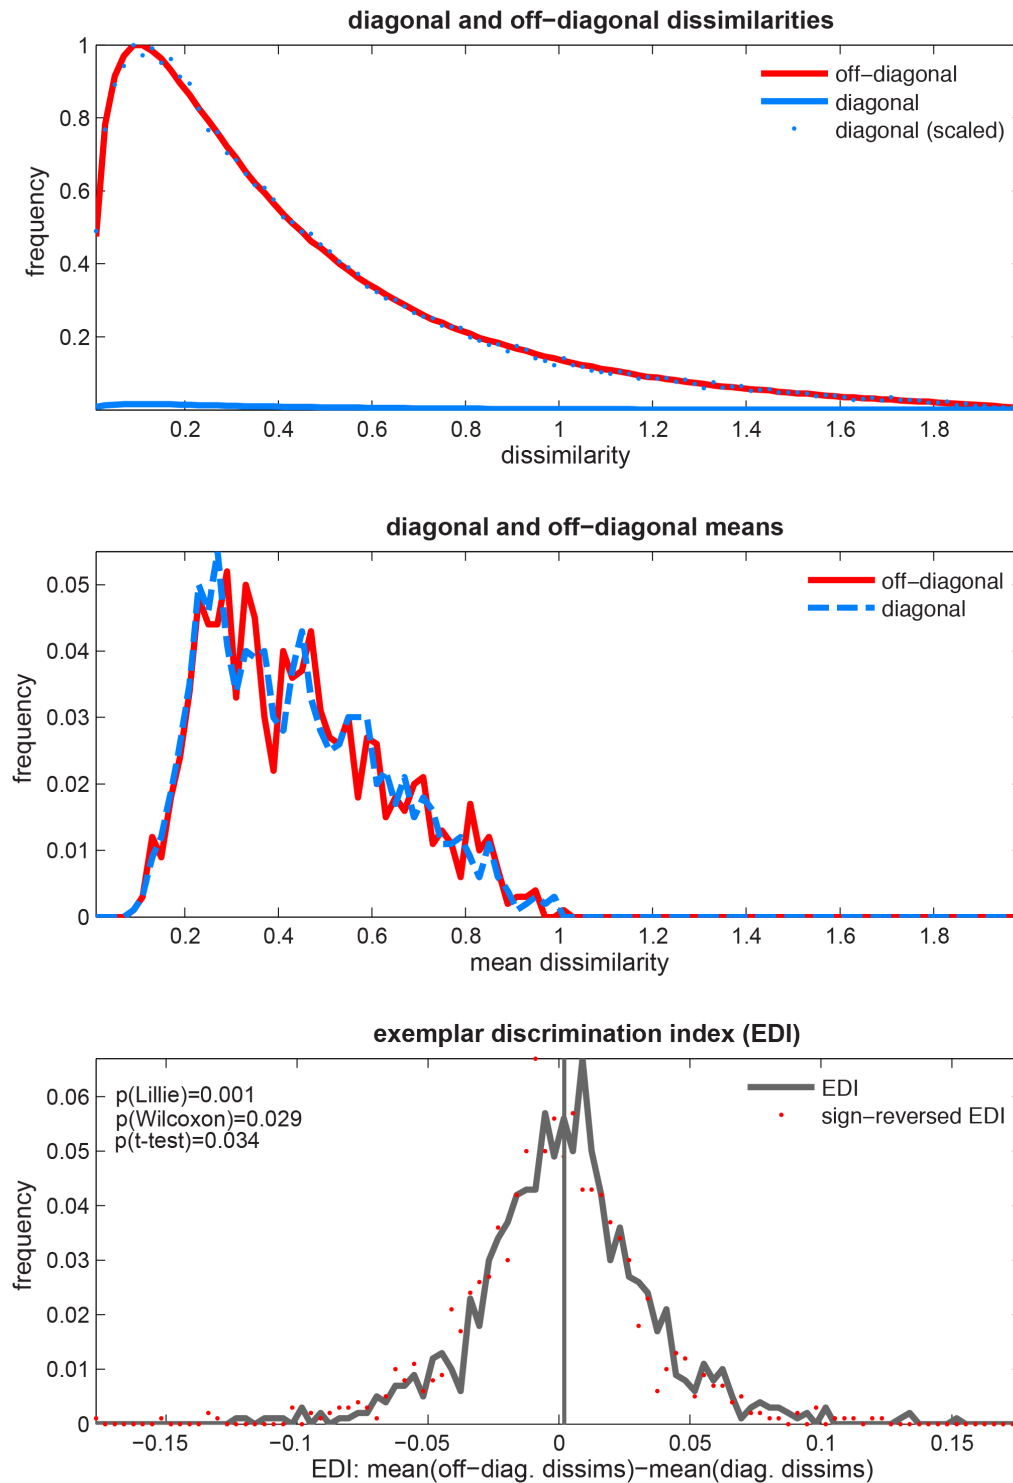 diagonal and off−diagonal dissimilarities
1
0.8
0.6
0.4
0.2
frequency
off−diagonal
diagonal
diagonal (scaled)
0.2 0.4 0.6 0.8 1 1.2 1.4 1.6 1.8
dissimilarity
diagonal and off−diagonal means
0.05
0.04
0.03
0.02
0.01
0
frequency
off−diagonal
diagonal
0.2 0.4 0.6 0.8 1 1.2 1.4 1.6 1.8
mean dissimilarity
exemplar discrimination index (EDI)
0.06
0.05
0.04
0.03
0.02
0.01
0
frequency
p(Lillie)=0.001
p(Wilcoxon)=0.029
p(t-test)=0.034
EDI
sign−reversed EDI
−0.15 −0.1 −0.05 0 0.05 0.1 0.15
EDI: mean(off−diag. dissims)−mean(diag. dissims)